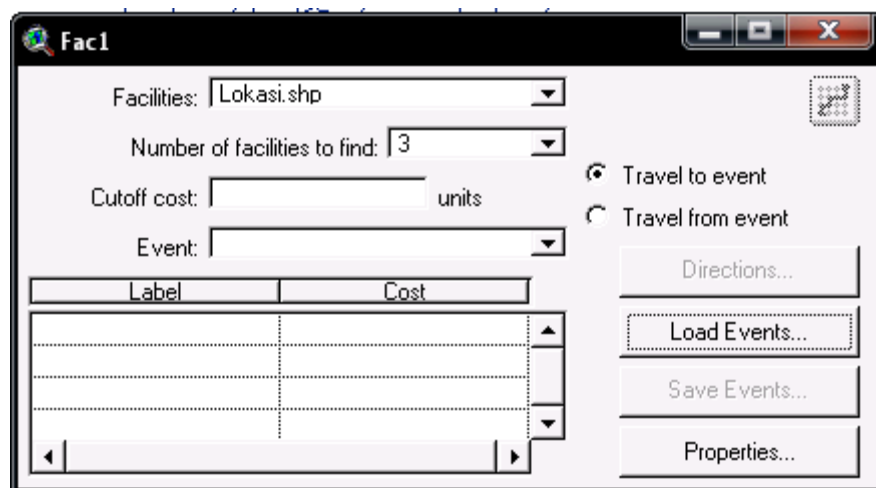 Fac1
Facilities: Lokasi.shp
Number of facilities to find: 3
Cutoff cost: units
Travel to event
Travel from event
Event:
Directions...
Label Cost
Load Events...
Save Events...
Properties...